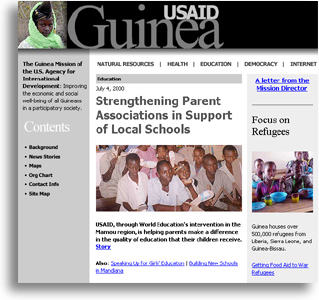 USAID
Guinea
The Guinea Mission of
the U.S. Agency for
International
Development: Improving
the economic and social
well-being of all Guineans
in a participatory society.
Contents
Background
News Stories
Maps
Org Chart
Contact Info
Site Map
NATURAL RESOURCES | HEALTH | EDUCATION | DEMOCRACY | INTERNET
Education
July 4, 2000
Strengthening Parent
Associations in Support
of Local Schools
USAID, through World Education's intervention in the
Mamou region, is helping parents make a difference
in the quality of education that their children receive.
Story
Also: Speaking Up for Girls' Education | Building New Schools
in Mandiana
A letter from the
Mission Director
Focus on
Refugees
Guinea houses over
500,000 refugees from
Liberia, Sierra Leone, and
Guinea-Bissau.
Getting Food Aid to War
Refugees